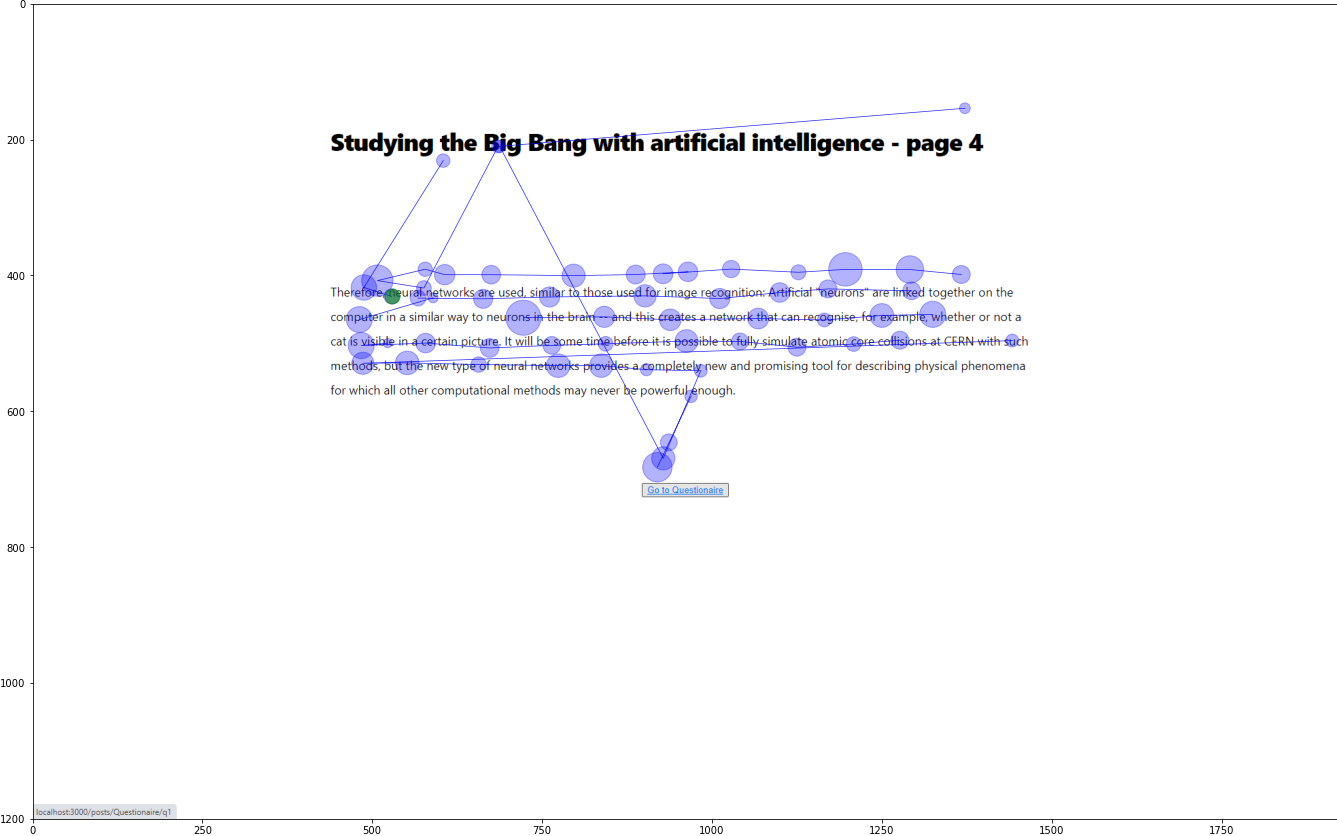 0
200
400
600
800
1000
1200
0
250
500
750
1000
1250
1500
1750
Studying the Big Bang with artificial intelligence - page 4
Therefore, neural networks are used, similar to those used for image recognition: Artificial "neurons" are linked together on the
computer in a similar way to neurons in the brain -- and this creates a network that can recognise, for example, whether or not a
cat is visible in a certain picture. It will be some time before it is possible to fully simulate atomic core collisions at CERN with such
methods, but the new type of neural networks provides a completely new and promising tool for describing physical phenomena
for which all other computational methods may never be powerful enough.
Go to Questionaire
localhost:3000/posts/Questionaire/q1